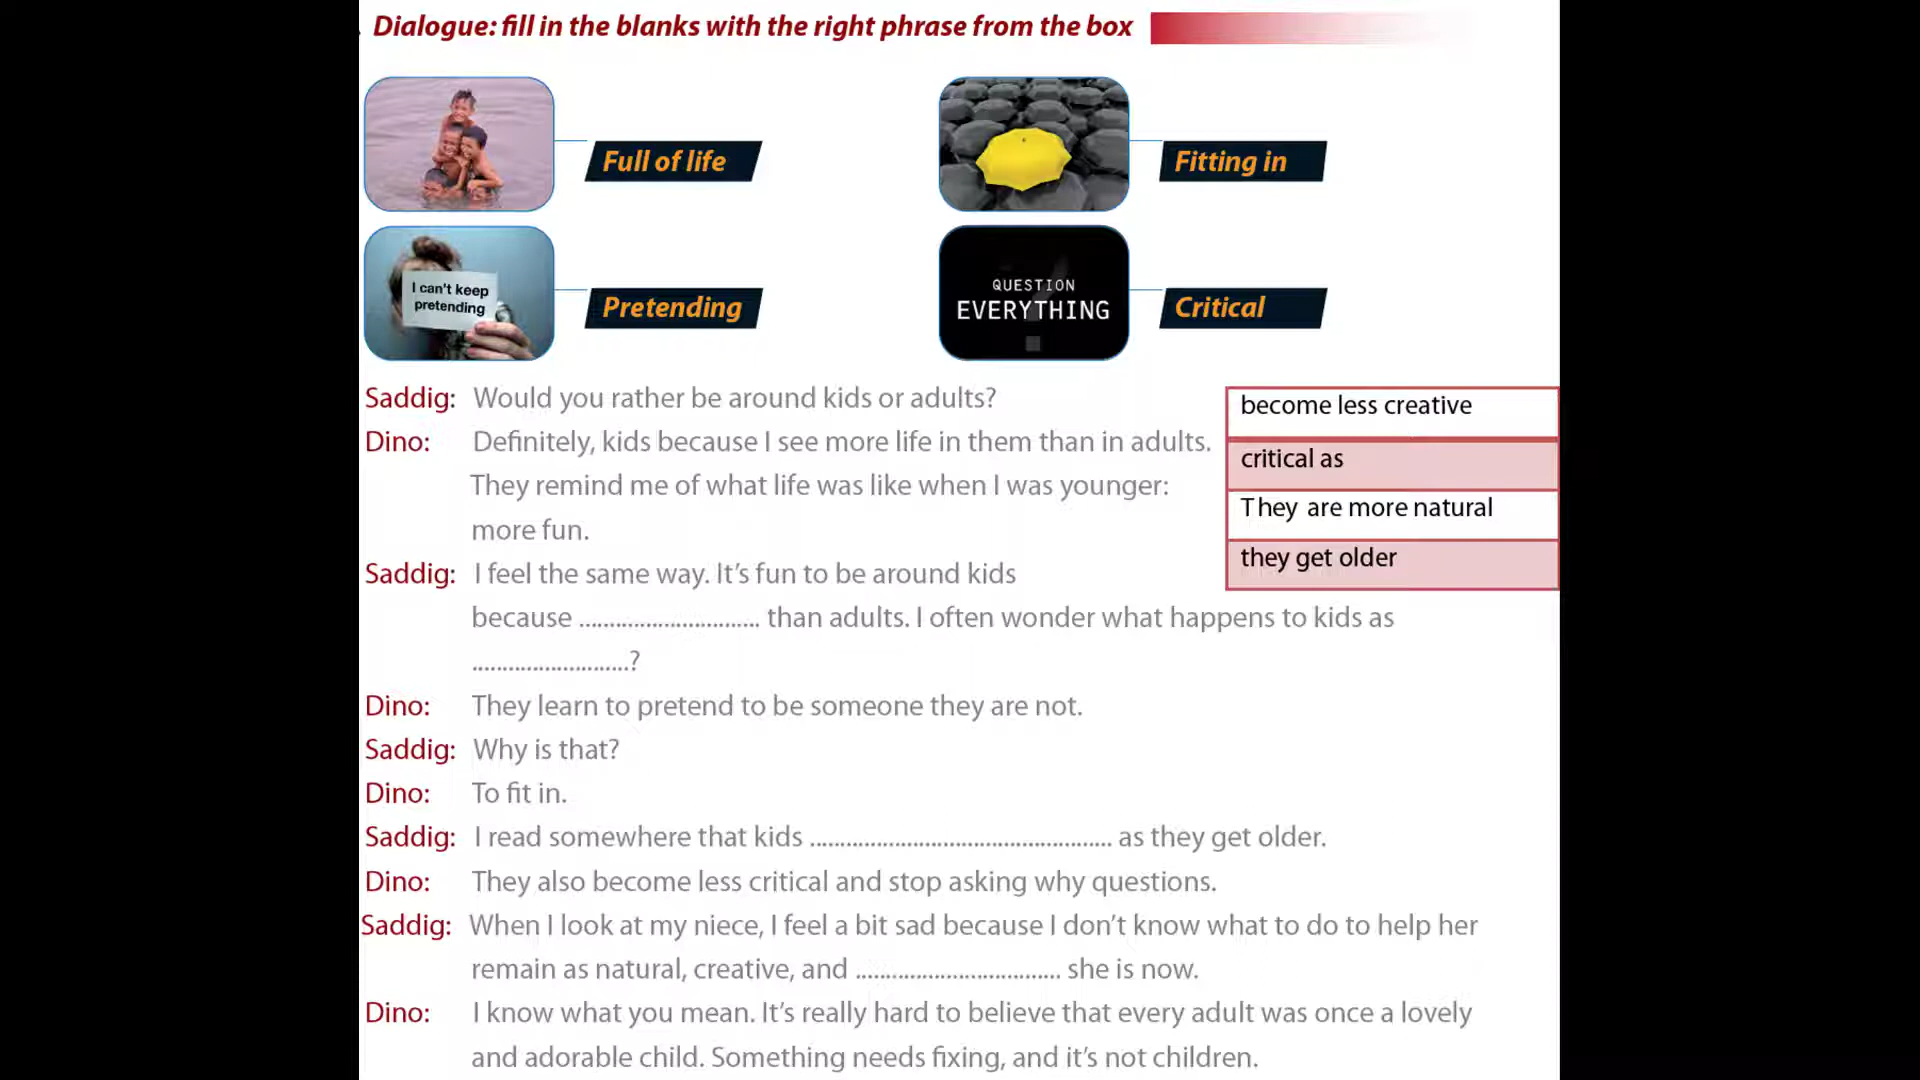 Dialogue: fill in the blanks with the right phrase from the box
Full of life
Fitting in
I can't keep
pretending
Pretending
QUESTION
EVERYTHING
Critical
Saddig: Would you rather be around kids or adults?
Dino: Definitely, kids because I see more life in them than in adults.
They remind me of what life was like when I was younger:
more fun.
Saddig: I feel the same way. It's fun to be around kids
because .............................. than adults. I often wonder what happens to kids as
..........................?
Dino: They learn to pretend to be someone they are not.
Saddig: Why is that?
Dino: To fit in.
Saddig: I read somewhere that kids .................................................. as they get older.
Dino: They also become less critical and stop asking why questions.
Saddig: When I look at my niece, I feel a bit sad because I don't know what to do to help her
remain as natural, creative, and .................................. she is now.
Dino: I know what you mean. It's really hard to believe that every adult was once a lovely
and adorable child. Something needs fixing, and it's not children.
become less creative
critical as
They are more natural
they get older